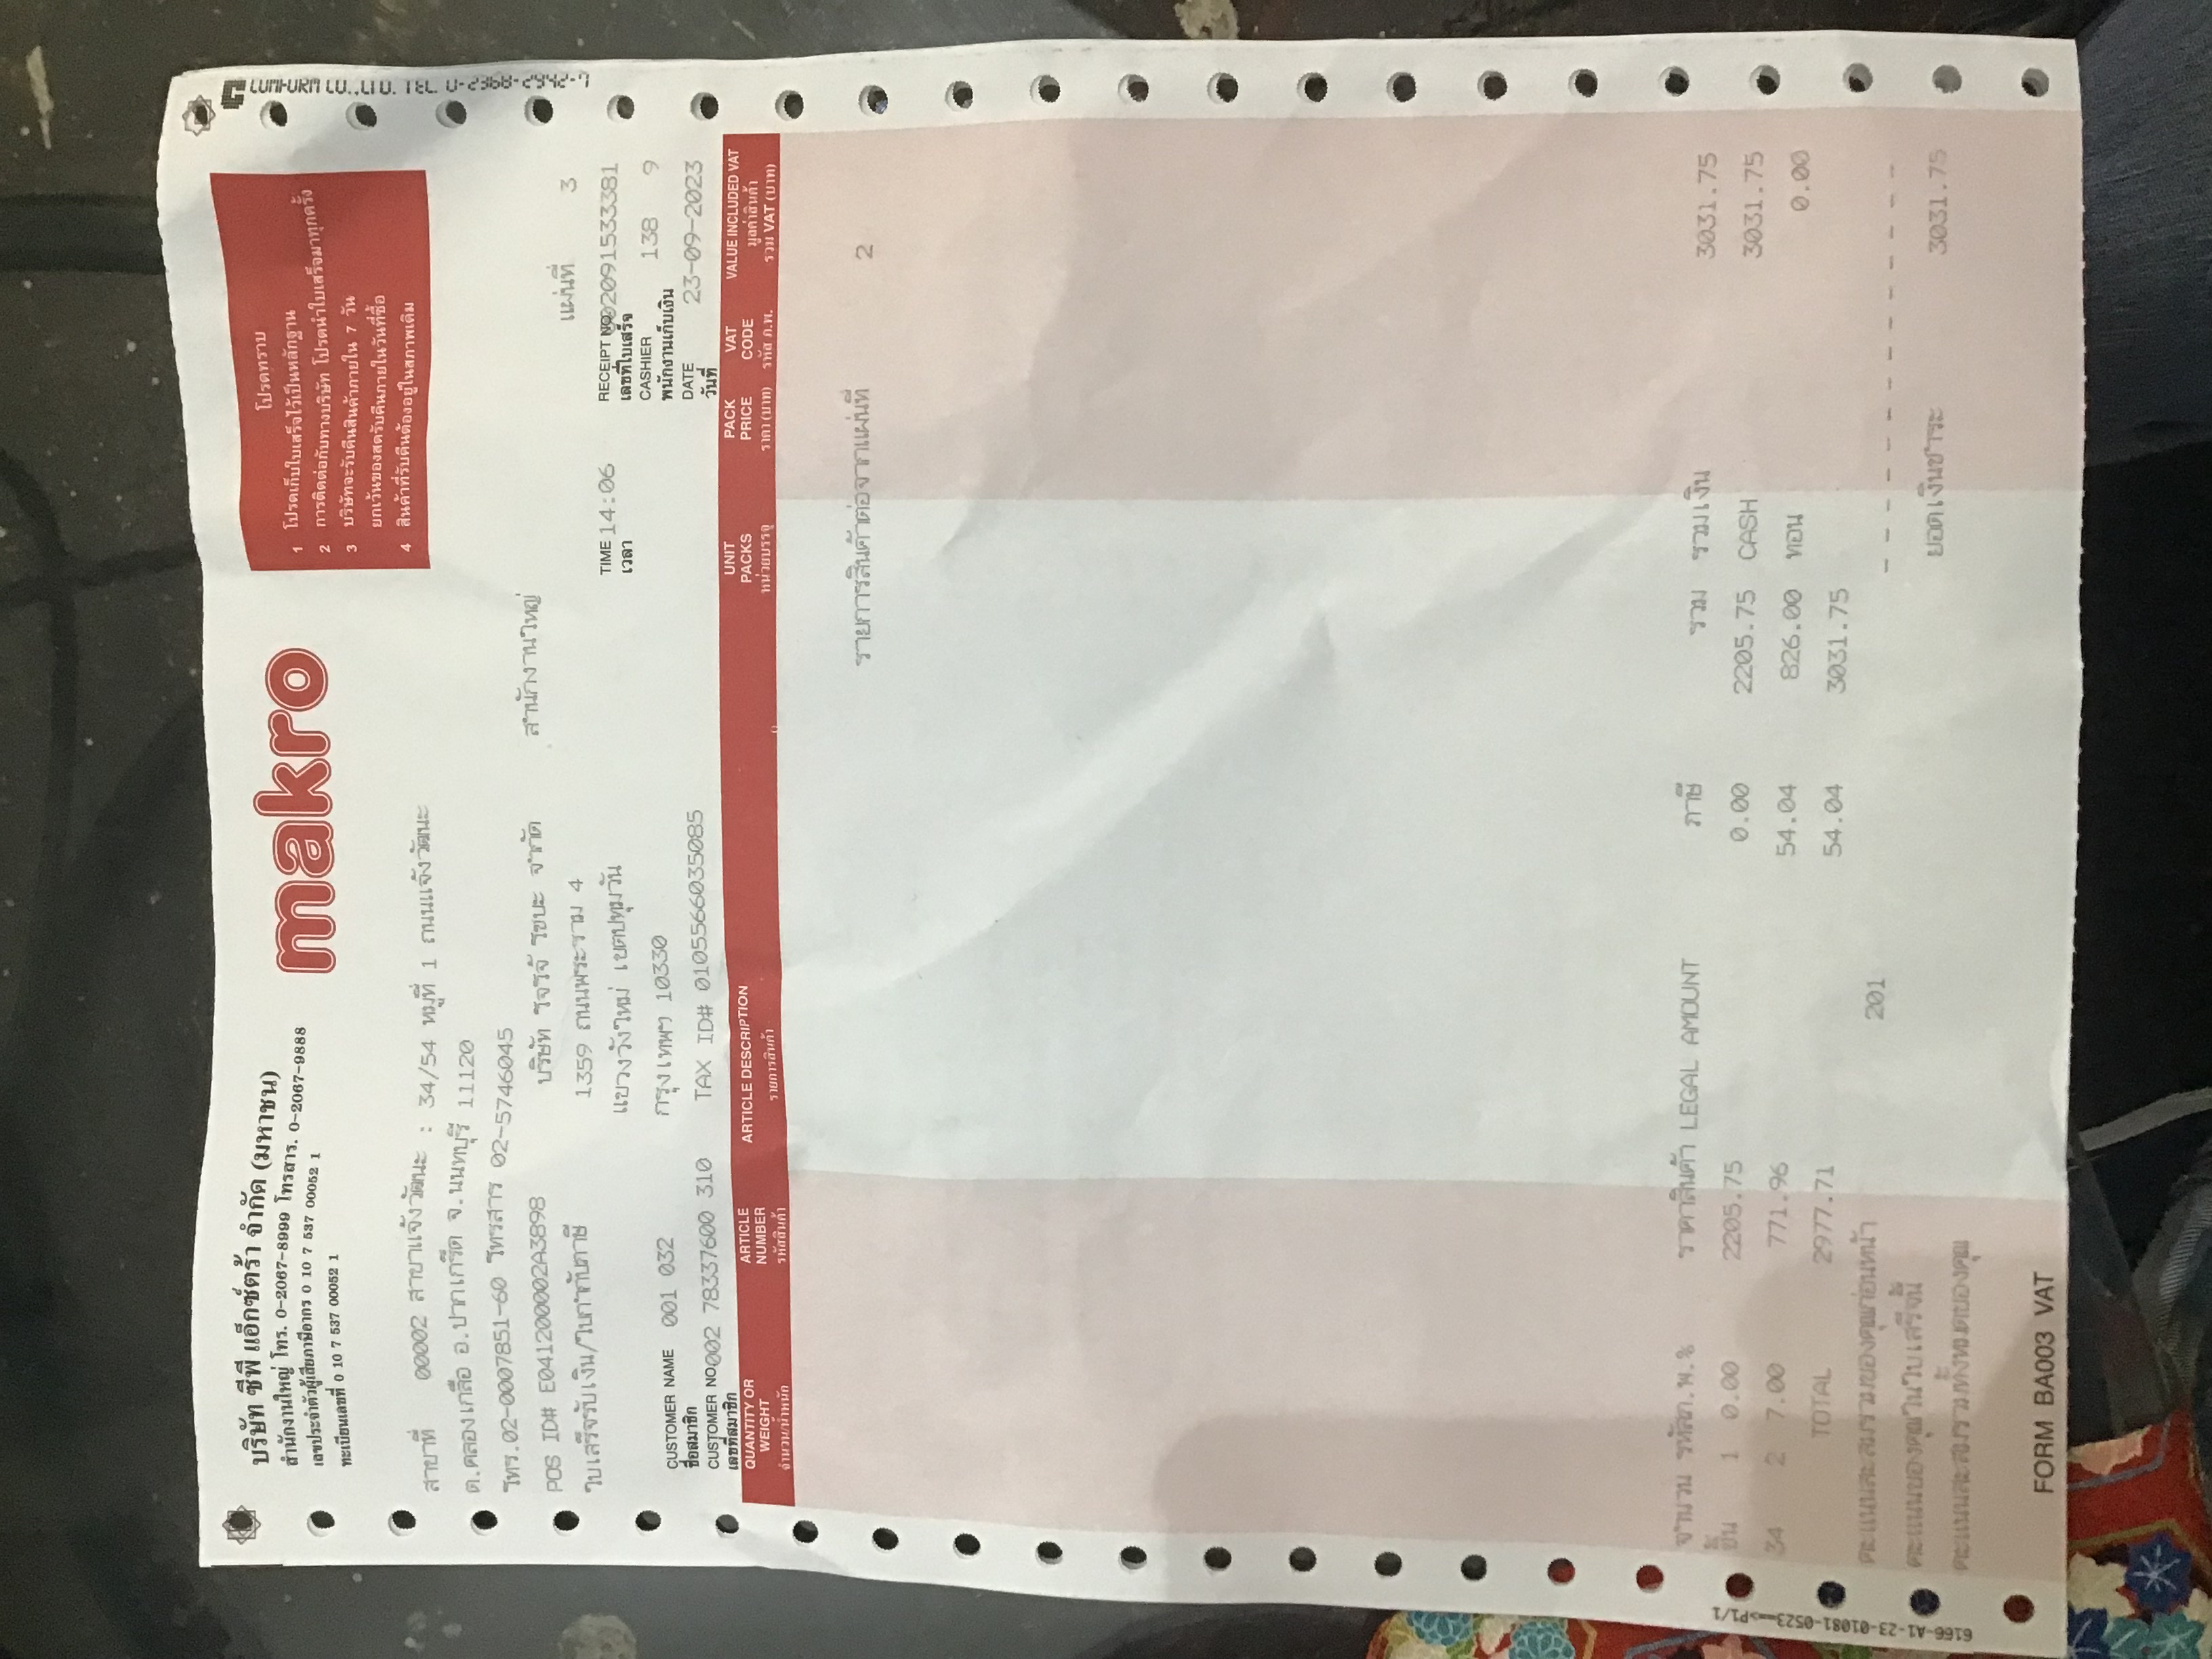 บริษัท ซีพี แอ็กซ์ตร้า จำกัด (มหาชน)
สำนักงานใหญ่ โทร. 0-2067-8999 โทรสาร. 0-2067-9888
เลขประจำตัวผู้เสียภาษีอากร 0 10 7 537 00052 1
ทะเบียนเลขที่ 0 10 7 537 00052 1
makro
โปรดทราบ
1 โปรดเก็บใบเสร็จไว้เป็นหลักฐาน
2 การติดต่อกับทางบริษัท โปรดนำใบเสร็จมาทุกครั้ง
3 บริษัทจะรับคืนสินค้าภายใน 7 วัน
ยกเว้นของสดรับคืนภายในวันที่ซื้อ
4 สินค้าที่รับคืนต้องอยู่ในสภาพเดิม
สาขาที่ 00002 สาขาแจ้งวัฒนะ : 34/54 หมู่ที่ 1 ถนนแจ้งวัฒนะ
ต.คลองเกลือ อ.ปากเกร็ด จ.นนทบุรี 11120
โทร.02-0007851-60 โทรสาร 02-5746045
POS ID# E041200002A3898 บริษัท โจโจ้ โซบะ จำกัด สำนักงานใหญ่
ใบเสร็จรับเงิน/ใบกำกับภาษี 1359 ถนนพระราม 4 แผ่นที่ 3
แขวงวังใหม่ เขตปทุมวัน TIME 14:06 RECEIPT NO. 002091533381
เวลา เลขที่ใบเสร็จ
CUSTOMER NAME 001 032 กรุงเทพฯ 10330 CASHIER 138 9
ชื่อสมาชิก พนักงานเก็บเงิน
CUSTOMER NO. 002 78337600 310 TAX ID# 0105566035085 DATE 23-09-2023
เลขที่สมาชิก วันที่
QUANTITY OR WEIGHT ARTICLE NUMBER ARTICLE DESCRIPTION UNIT PACKS PACK PRICE VAT CODE VALUE INCLUDED VAT
จำนวน/น้ำหนัก รหัสสินค้า รายการสินค้า หน่วยบรรจุ ราคา (บาท) รหัส ภ.พ. มูลค่าสินค้า รวม VAT (บาท)
รายการสินค้าต่อจากแผ่นที่ 2
จำนวน รหัสภ.พ.% ราคาสินค้า LEGAL AMOUNT ภาษี รวม รวมเงิน 3031.75
ชิ้น 1 0.00 2205.75 0.00 2205.75 CASH 3031.75
34 2 7.00 771.96 54.04 826.00 ทอน 0.00
TOTAL 2977.71 54.04 3031.75
คะแนนสะสมรวมของคุณก่อนหน้า 201
คะแนนของคุณในใบเสร็จนี้
ยอดเงินชำระ 3031.75
คะแนนสะสมรวมทั้งหมดของคุณ
FORM BA003 VAT
6166-A1-23-01081-0523==>P1/1